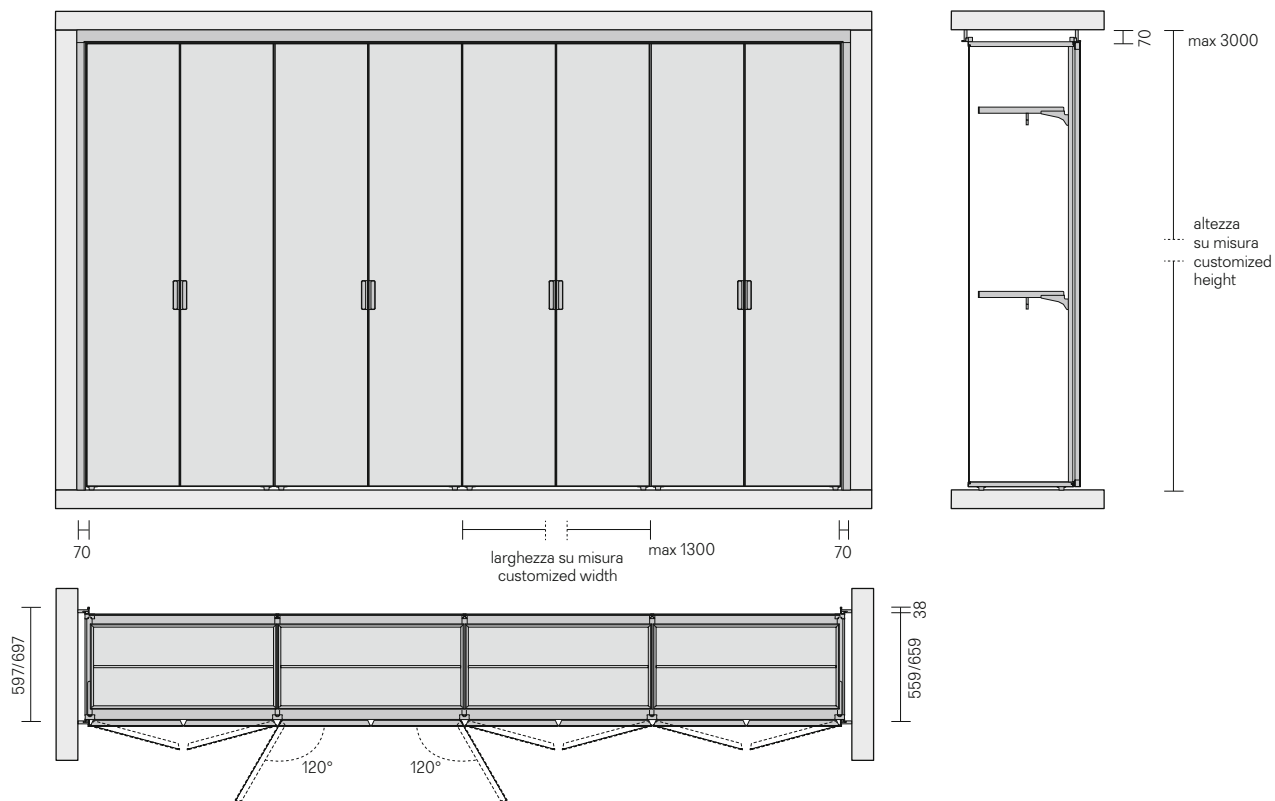 70
max 3000
altezza
su misura
customized
height
70
larghezza su misura
customized width
max 1300
70
597/697
38
559/659
120°
120°